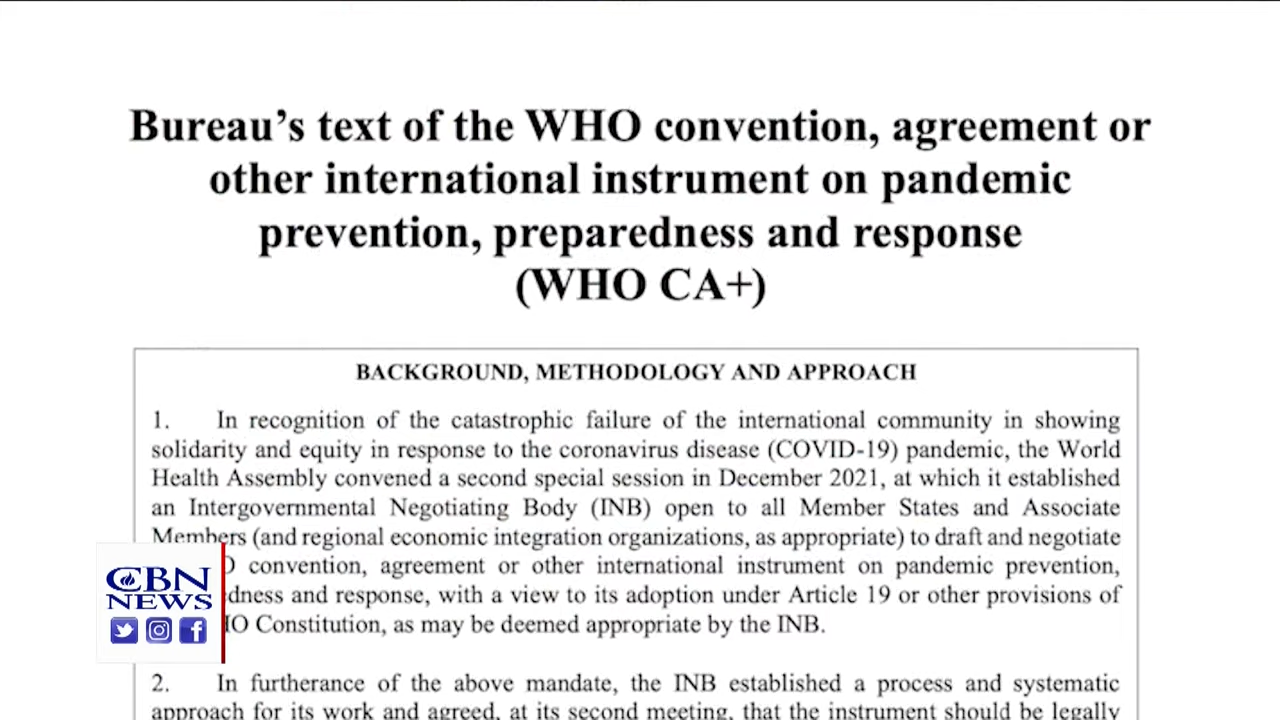 Bureau's text of the WHO convention, agreement or
other international instrument on pandemic
prevention, preparedness and response
(WHO CA+)
BACKGROUND, METHODOLOGY AND APPROACH
1. In recognition of the catastrophic failure of the international community in showing
solidarity and equity in response to the coronavirus disease (COVID-19) pandemic, the World
Health Assembly convened a second special session in December 2021, at which it established
an Intergovernmental Negotiating Body (INB) open to all Member States and Associate
Members (and regional economic integration organizations, as appropriate) to draft and negotiate
convention, agreement or other international instrument on pandemic prevention,
and response, with a view to its adoption under Article 19 or other provisions of
Constitution, as may be deemed appropriate by the INB.
2. In furtherance of the above mandate, the INB established a process and systematic
approach for its work and agreed, at its second meeting, that the instrument should be legally
CBN
NEWS